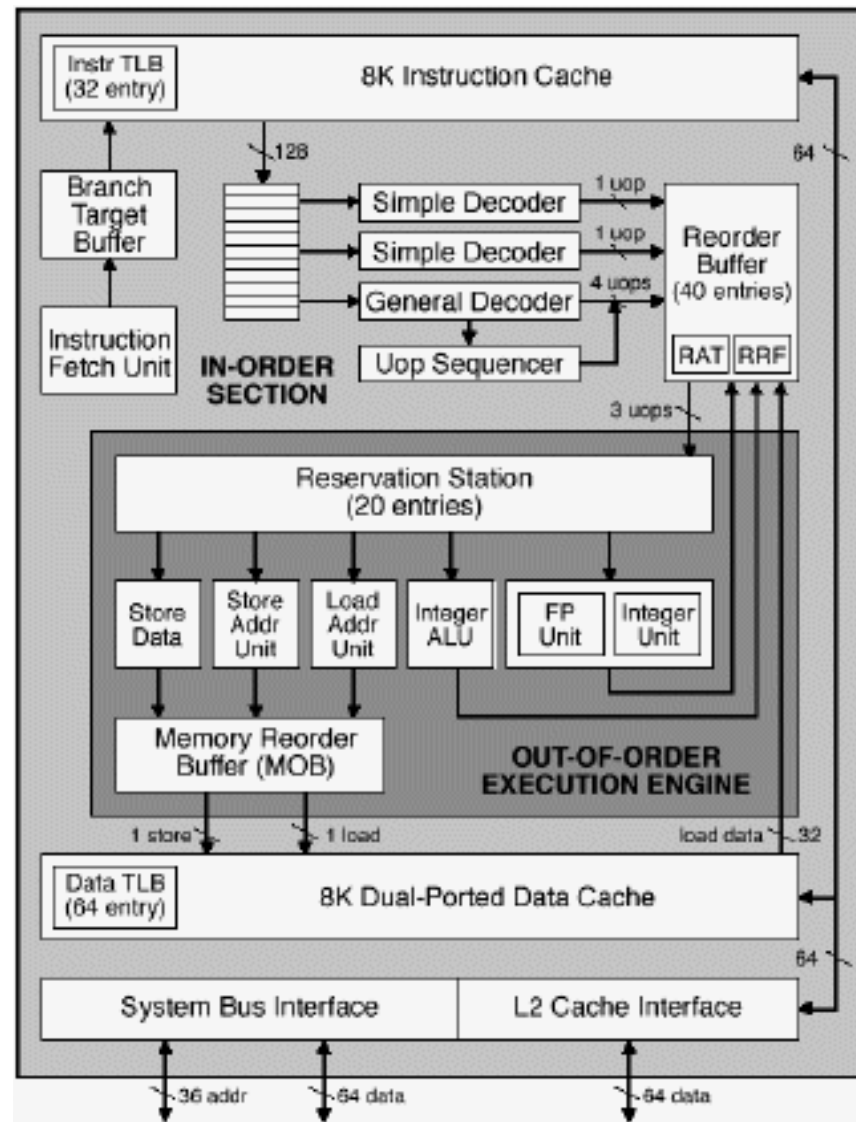 Instr TLB
(32 entry)
8K Instruction Cache
128
64
Branch
Target
Buffer
Simple Decoder
1 uop
Simple Decoder
1 uop
General Decoder
4 uops
Uop Sequencer
Reorder
Buffer
(40 entries)
RAT
RRF
Instruction
Fetch Unit
IN-ORDER
SECTION
3 uops
Reservation Station
(20 entries)
Store
Data
Store
Addr
Unit
Load
Addr
Unit
Integer
ALU
FP
Unit
Integer
Unit
Memory Reorder
Buffer (MOB)
OUT-OF-ORDER
EXECUTION ENGINE
1 store
1 load
load data
32
Data TLB
(64 entry)
8K Dual-Ported Data Cache
64
System Bus Interface
L2 Cache Interface
36 addr
64 data
64 data